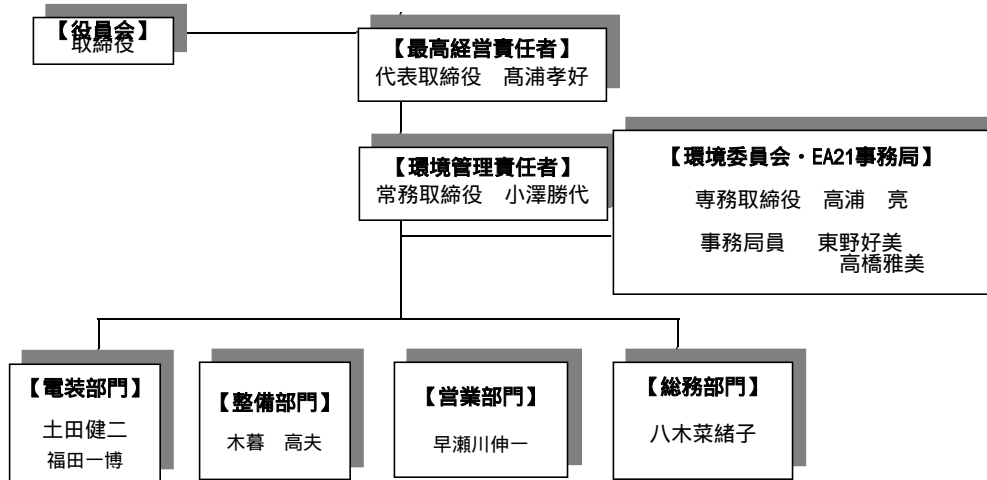 【役員会】
取締役
【最高経営責任者】
代表取締役　髙浦孝好
【環境管理責任者】
常務取締役　小澤勝代
【環境委員会・EA21事務局】
専務取締役　高浦　亮
事務局員　東野好美
高橋雅美
【電装部門】
土田健二
福田一博
【整備部門】
木暮　高夫
【営業部門】
早瀬川伸一
【総務部門】
八木菜緒子